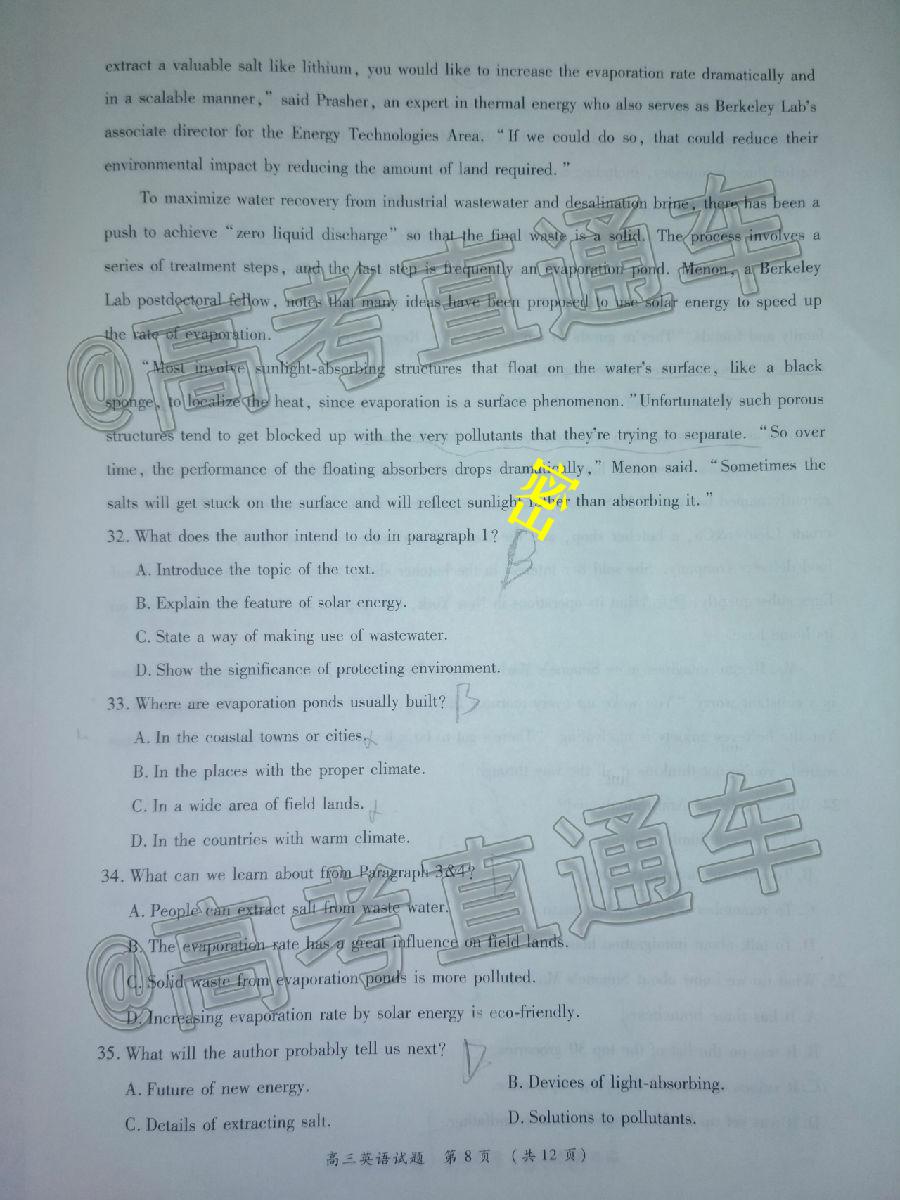 extract a valuable salt like lithium, you would like to increase the evaporation rate dramatically and
in a scalable manner," said Prasher, an expert in thermal energy who also serves as Berkeley Lab's
associate director for the Energy Technologies Area. "If we could do so, that could reduce their
environmental impact by reducing the amount of land required."
To maximize water recovery from industrial wastewater and desalination brine, there has been a
push to achieve "zero liquid discharge" so that the final waste is a solid. The process involves a
series of treatment steps, and the last step is frequently an evaporation pond. Menon, a Berkeley
Lab postdoctoral fellow, notes that many ideas have been proposed to use solar energy to speed up
the rate of evaporation.
"Most involve sunlight-absorbing structures that float on the water's surface, like a black
sponge, to localize the heat, since evaporation is a surface phenomenon." Unfortunately such porous
structures tend to get blocked up with the very pollutants that they're trying to separate. "So over
time, the performance of the floating absorbers drops dramatically," Menon said. "Sometimes the
salts will get stuck on the surface and will reflect sunlight rather than absorbing it."
密
32. What does the author intend to do in paragraph 1? B
A. Introduce the topic of the text.
B. Explain the feature of solar energy.
C. State a way of making use of wastewater.
D. Show the significance of protecting environment.
33. Where are evaporation ponds usually built? B
A. In the coastal towns or cities.
B. In the places with the proper climate.
C. In a wide area of field lands.
D. In the countries with warm climate.
34. What can we learn about from Paragraph 3&4?
A. People can extract salt from waste water.
B. The evaporation rate has a great influence on field lands.
C. Solid waste from evaporation ponds is more polluted.
D. Increasing evaporation rate by solar energy is eco-friendly.
35. What will the author probably tell us next? D
A. Future of new energy. B. Devices of light-absorbing.
C. Details of extracting salt. D. Solutions to pollutants.
高三英语试题 第 8 页 (共 12 页)
@高考直通车
@高考直通车